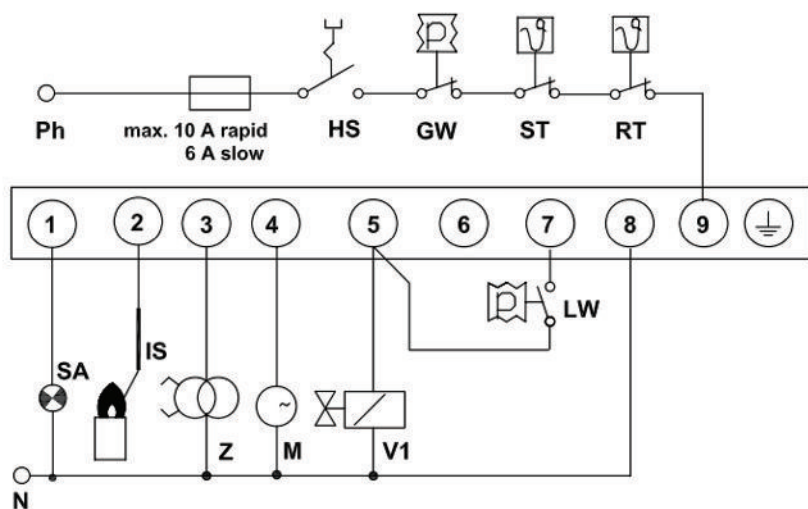 Ph
max. 10 A rapid
6 A slow
HS
GW
ST
RT
P
ϑ
ϑ
1
2
3
4
5
6
7
8
9
P
LW
SA
IS
Z
M
~
V1
N